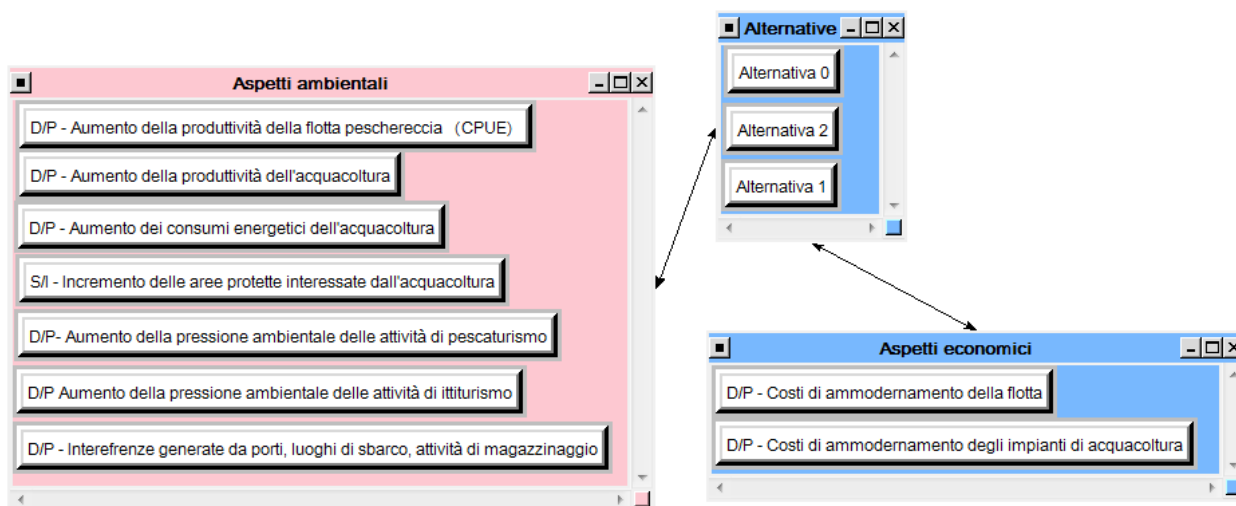 Aspetti ambientali
D/P - Aumento della produttività della flotta peschereccia (CPUE)
D/P - Aumento della produttività dell'acquacoltura
D/P - Aumento dei consumi energetici dell'acquacoltura
S/I - Incremento delle aree protette interessate dall'acquacoltura
D/P- Aumento della pressione ambientale delle attività di pescaturismo
D/P Aumento della pressione ambientale delle attività di ittiturismo
D/P - Interefrenze generate da porti, luoghi di sbarco, attività di magazzinaggio
Alternative
Alternativa 0
Alternativa 2
Alternativa 1
Aspetti economici
D/P - Costi di ammodernamento della flotta
D/P - Costi di ammodernamento degli impianti di acquacoltura